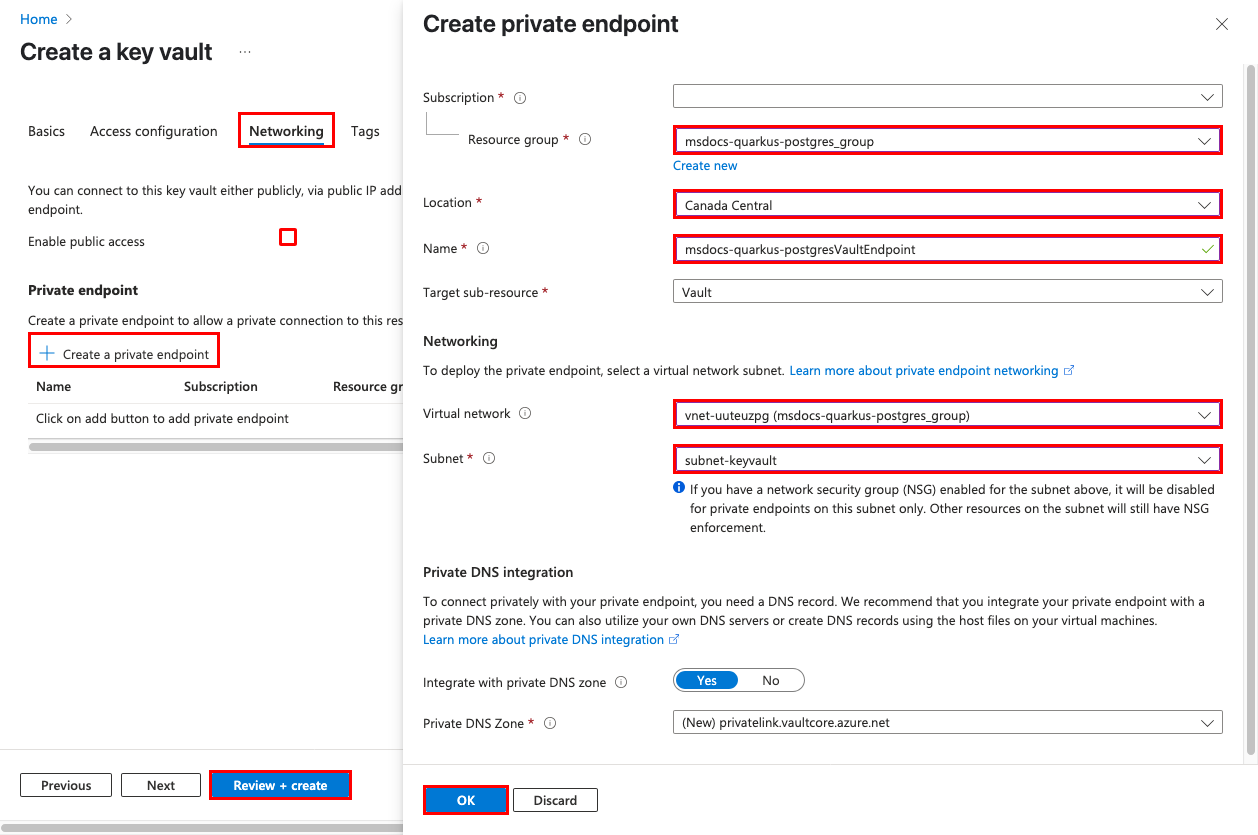 Home >
Create a key vault ...
Basics Access configuration Networking Tags
You can connect to this key vault either publicly, via public IP add
endpoint.
Enable public access
Private endpoint
Create a private endpoint to allow a private connection to this res
+ Create a private endpoint
Name Subscription Resource gr
Click on add button to add private endpoint
Previous Next Review + create
Create private endpoint
Subscription *
Resource group * msdocs-quarkus-postgres_group
Create new
Location * Canada Central
Name * msdocs-quarkus-postgresVaultEndpoint
Target sub-resource * Vault
Networking
To deploy the private endpoint, select a virtual network subnet. Learn more about private endpoint networking
Virtual network vnet-uuteuzpg (msdocs-quarkus-postgres_group)
Subnet * subnet-keyvault
If you have a network security group (NSG) enabled for the subnet above, it will be disabled
for private endpoints on this subnet only. Other resources on the subnet will still have NSG
enforcement.
Private DNS integration
To connect privately with your private endpoint, you need a DNS record. We recommend that you integrate your private endpoint with a
private DNS zone. You can also utilize your own DNS servers or create DNS records using the host files on your virtual machines.
Learn more about private DNS integration
Integrate with private DNS zone Yes No
Private DNS Zone * (New) privatelink.vaultcore.azure.net
OK Discard